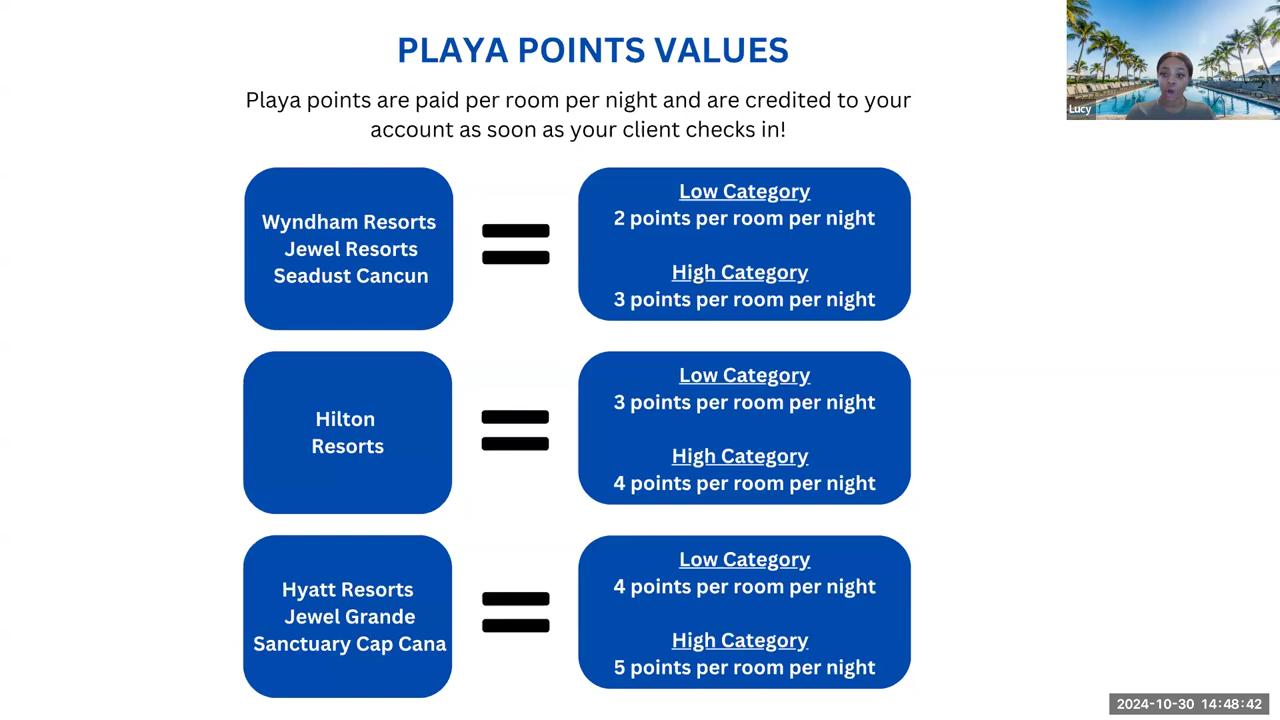 PLAYA POINTS VALUES
Playa points are paid per room per night and are credited to your
account as soon as your client checks in!
Lucy
Wyndham Resorts
Jewel Resorts
Seadust Cancun
Low Category
2 points per room per night
High Category
3 points per room per night
Hilton
Resorts
Low Category
3 points per room per night
High Category
4 points per room per night
Hyatt Resorts
Jewel Grande
Sanctuary Cap Cana
Low Category
4 points per room per night
High Category
5 points per room per night
2024-10-30 14:48:42